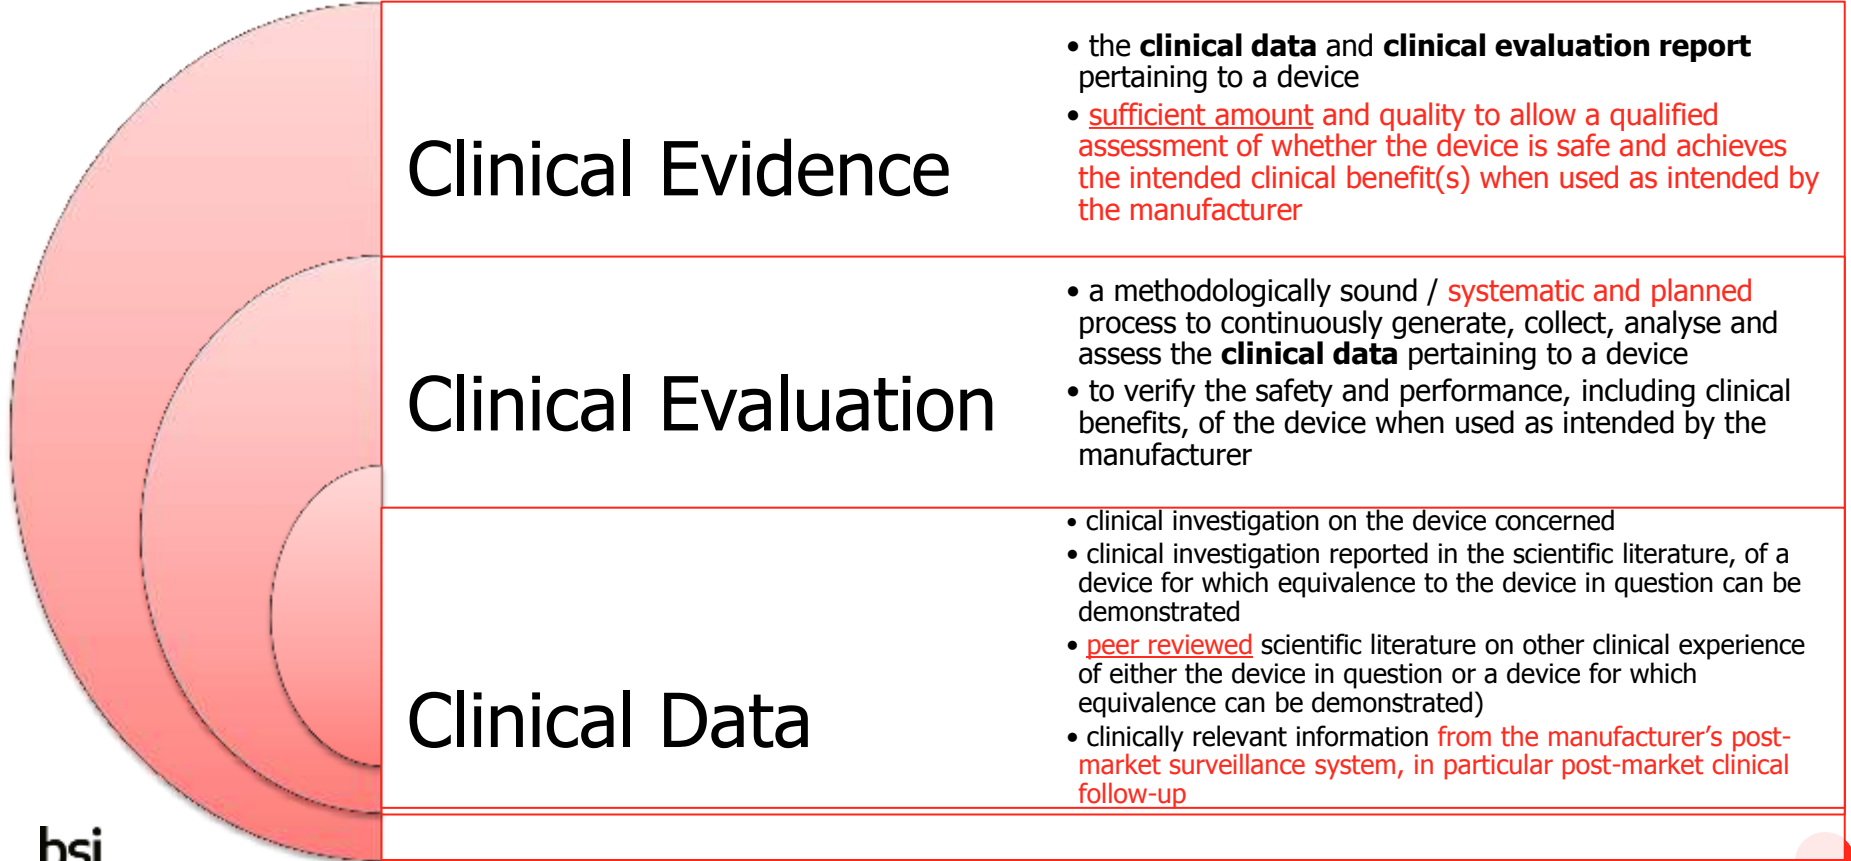 Clinical Evidence
• the clinical data and clinical evaluation report
pertaining to a device
• sufficient amount and quality to allow a qualified
assessment of whether the device is safe and achieves
the intended clinical benefit(s) when used as intended by
the manufacturer
Clinical Evaluation
• a methodologically sound / systematic and planned
process to continuously generate, collect, analyse and
assess the clinical data pertaining to a device
• to verify the safety and performance, including clinical
benefits, of the device when used as intended by the
manufacturer
Clinical Data
• clinical investigation on the device concerned
• clinical investigation reported in the scientific literature, of a
device for which equivalence to the device in question can be
demonstrated
• peer reviewed scientific literature on other clinical experience
of either the device in question or a device for which
equivalence can be demonstrated)
• clinically relevant information from the manufacturer’s post-
market surveillance system, in particular post-market clinical
follow-up
bsi